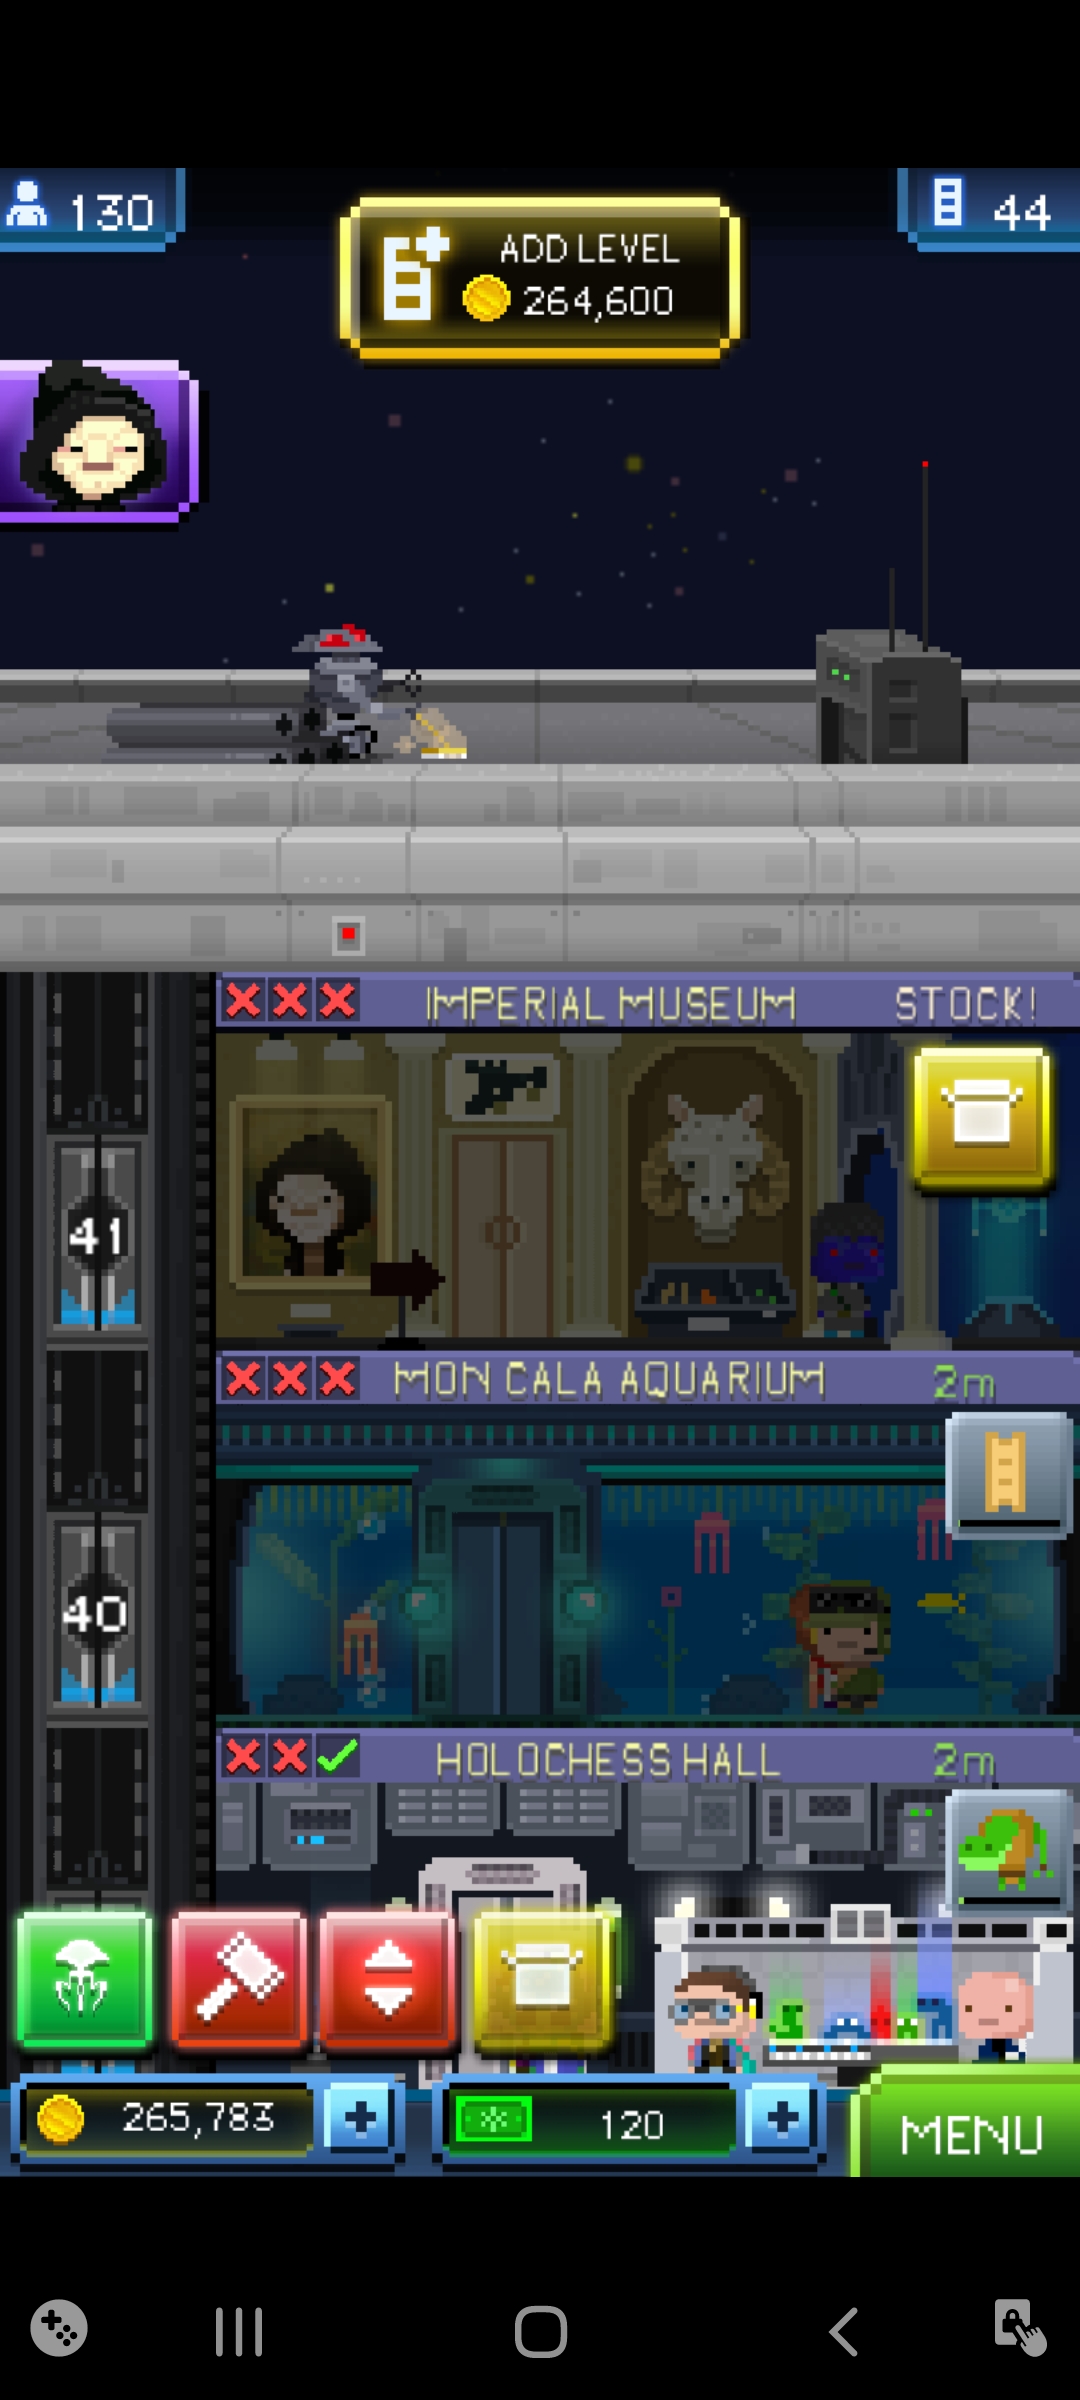 130
ADD LEVEL
264,600
44
IMPERIAL MUSEUM
STOCK!
41
MON CALA AQUARIUM
2m
40
HOLOCHESS HALL
2m
265,783
120
MENU